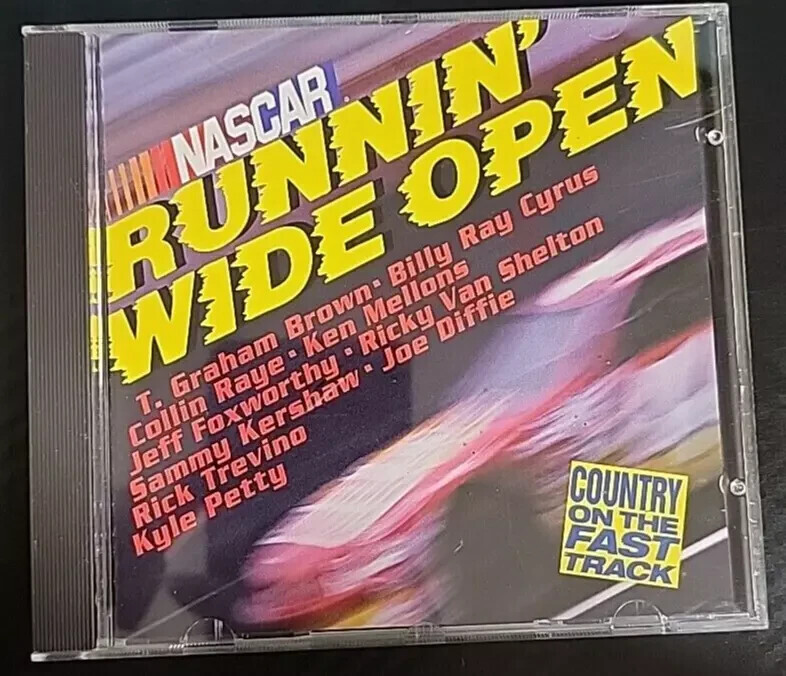 NASCAR
RUNNIN'
WIDE OPEN
T. Graham Brown · Billy Ray Cyrus
Collin Raye · Ken Mellons
Jeff Foxworthy · Ricky Van Shelton
Sammy Kershaw · Joe Diffie
Rick Trevino
Kyle Petty
COUNTRY
ON THE
FAST
TRACK